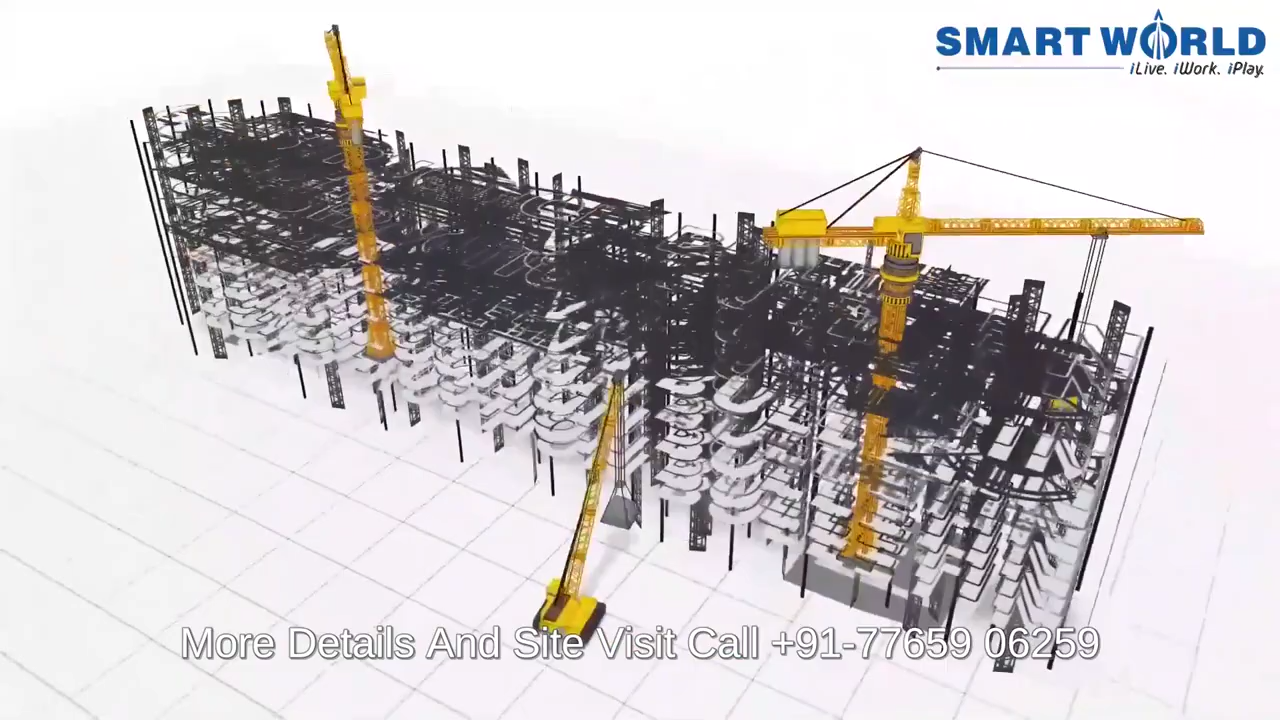 SMART WORLD
iLive. iWork. iPlay.
More Details And Site Visit Call +91-77659 06259